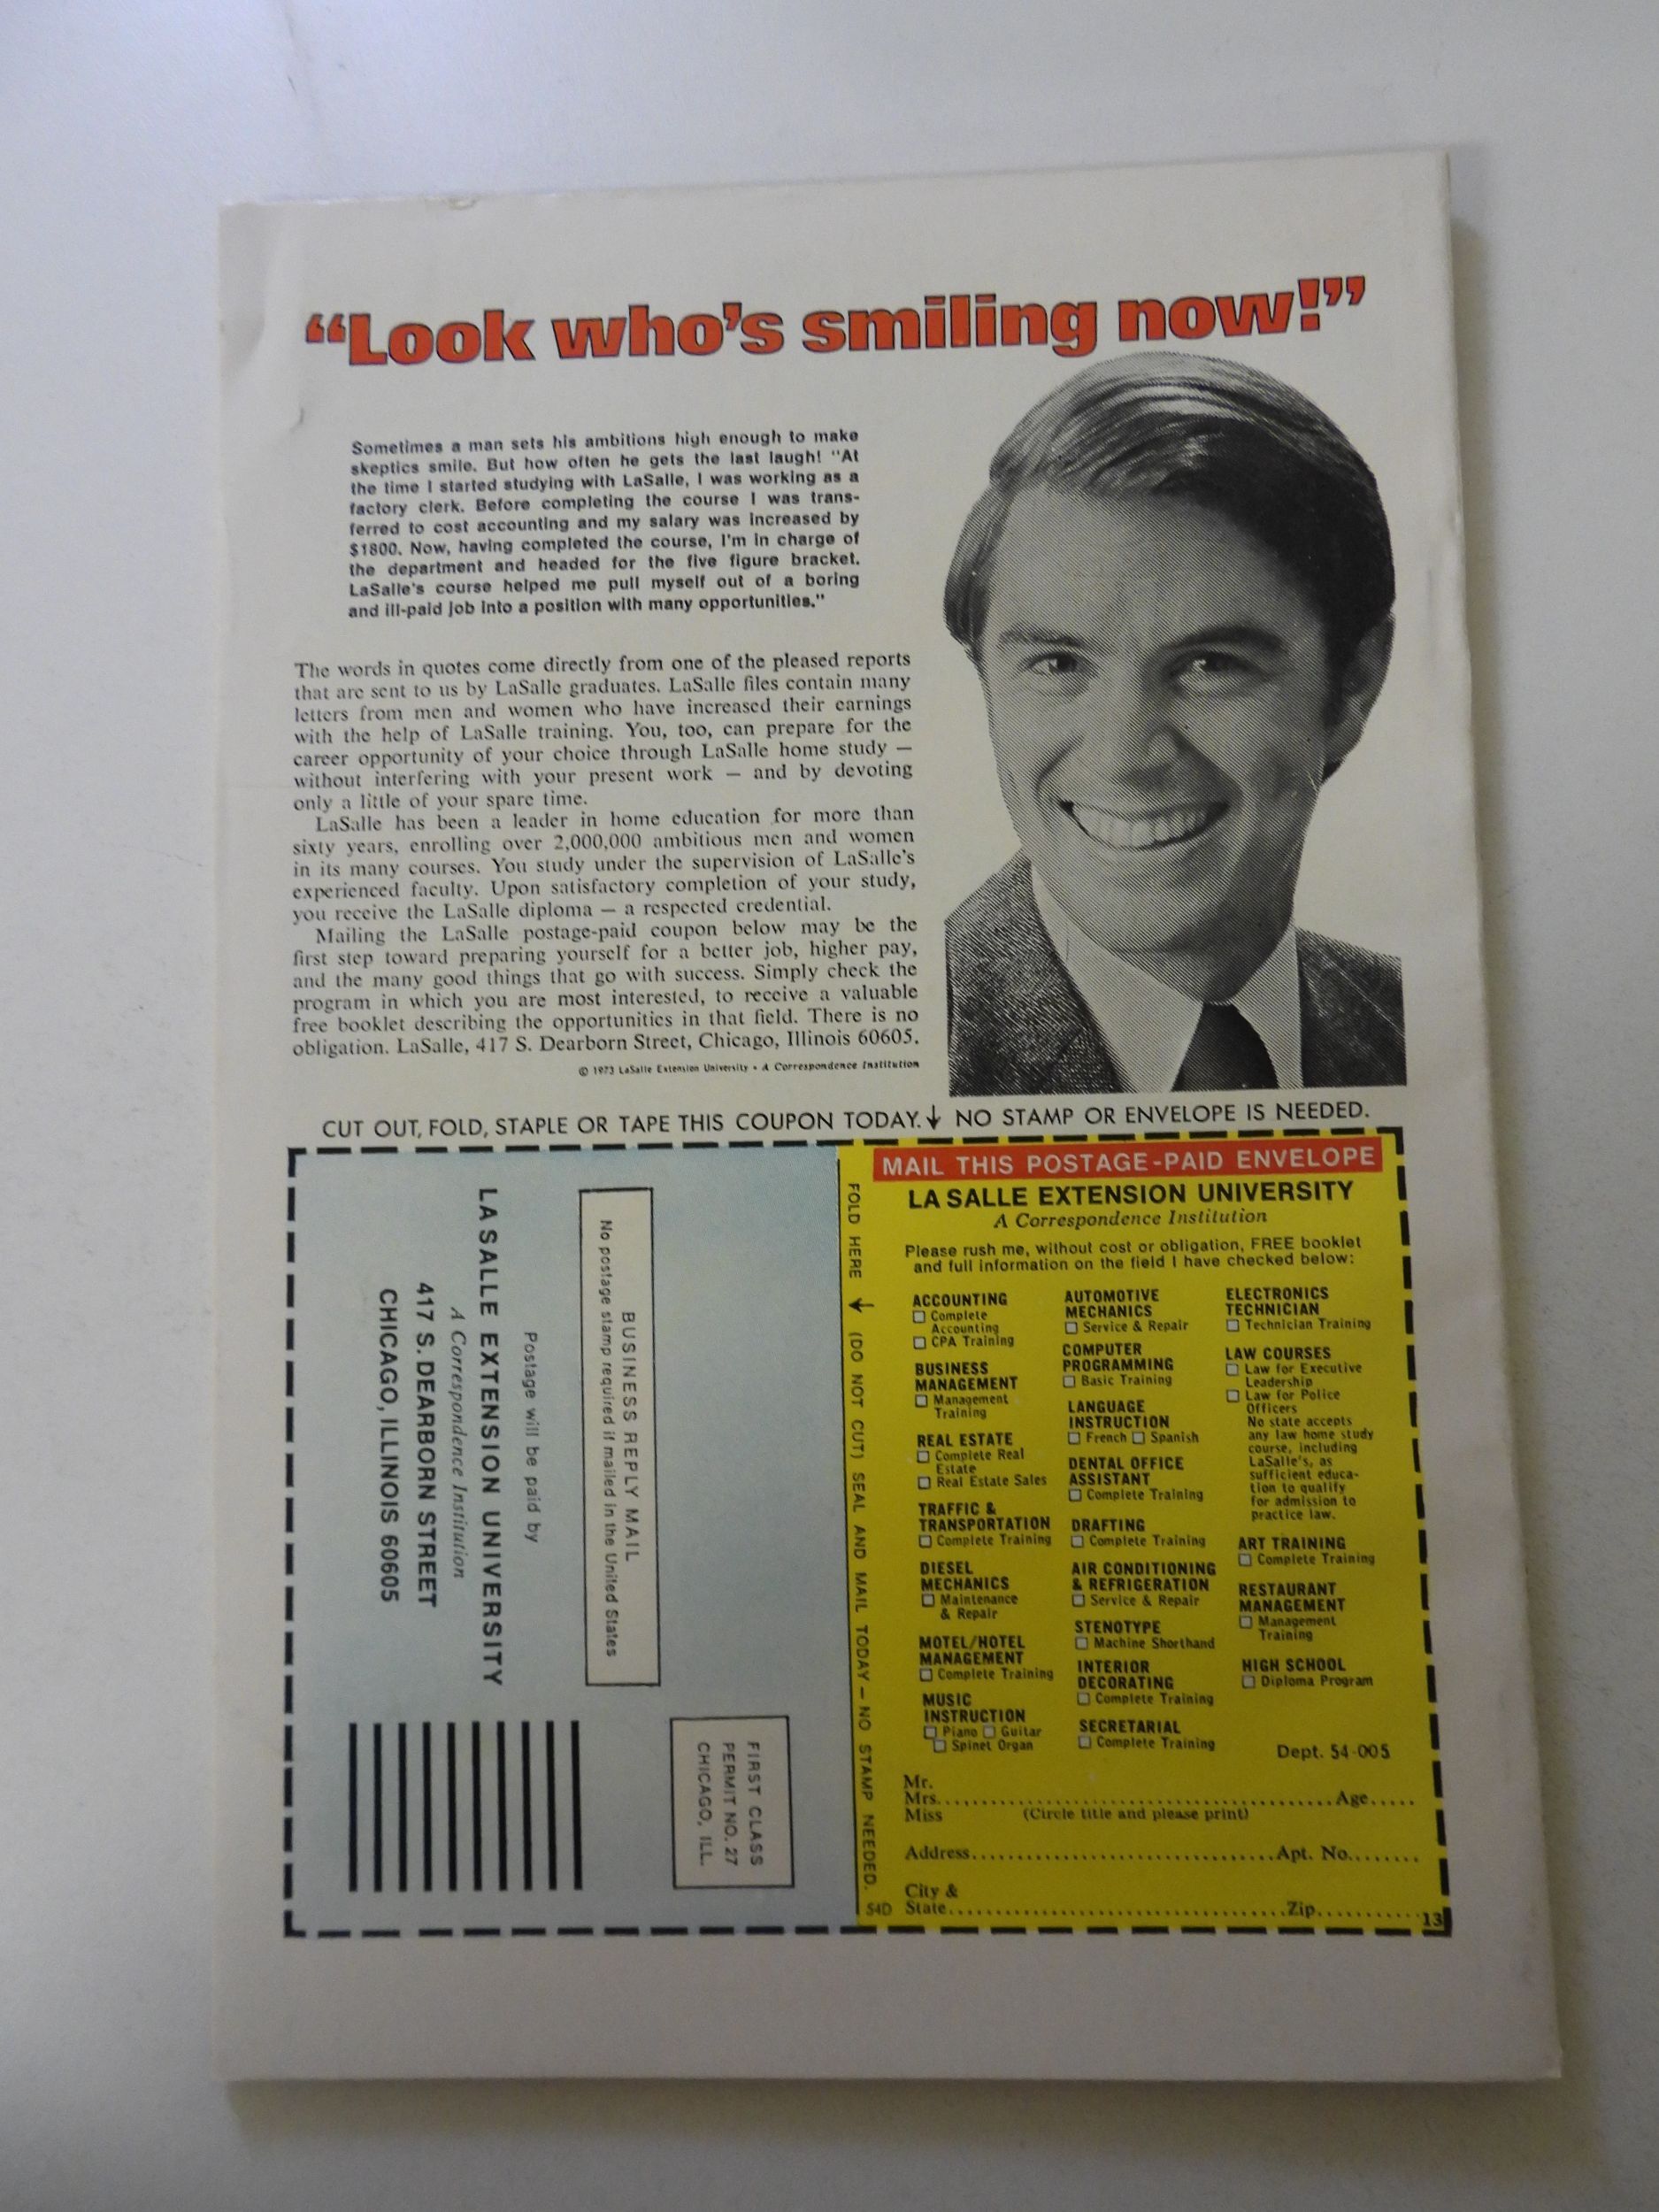 “Look who’s smiling now!”
Sometimes a man sets his ambitions high enough to make
skeptics smile. But how often he gets the last laugh! "At
the time I started studying with LaSalle, I was working as a
factory clerk. Before completing the course I was trans-
ferred to cost accounting and my salary was increased by
$1800. Now, having completed the course, I'm in charge of
the department and headed for the five figure bracket.
LaSalle's course helped me pull myself out of a boring
and ill-paid job into a position with many opportunities."
The words in quotes come directly from one of the pleased reports
that are sent to us by LaSalle graduates. LaSalle files contain many
letters from men and women who have increased their earnings
with the help of LaSalle training. You, too, can prepare for the
career opportunity of your choice through LaSalle home study —
without interfering with your present work — and by devoting
only a little of your spare time.
LaSalle has been a leader in home education for more than
sixty years, enrolling over 2,000,000 ambitious men and women
in its many courses. You study under the supervision of LaSalle's
experienced faculty. Upon satisfactory completion of your study,
you receive the LaSalle diploma — a respected credential.
Mailing the LaSalle postage-paid coupon below may be the
first step toward preparing yourself for a better job, higher pay,
and the many good things that go with success. Simply check the
program in which you are most interested, to receive a valuable
free booklet describing the opportunities in that field. There is no
obligation. LaSalle, 417 S. Dearborn Street, Chicago, Illinois 60605.
© 1973 LaSalle Extension University • A Correspondence Institution
CUT OUT, FOLD, STAPLE OR TAPE THIS COUPON TODAY. ↓ NO STAMP OR ENVELOPE IS NEEDED.
FIRST CLASS
PERMIT NO. 27
CHICAGO, ILL.
BUSINESS REPLY MAIL
No postage stamp required if mailed in the United States
Postage will be paid by
LA SALLE EXTENSION UNIVERSITY
A Correspondence Institution
417 S. DEARBORN STREET
CHICAGO, ILLINOIS 60605
FOLD HERE → (DO NOT CUT) SEAL AND MAIL TODAY — NO STAMP NEEDED.
MAIL THIS POSTAGE-PAID ENVELOPE
LA SALLE EXTENSION UNIVERSITY
A Correspondence Institution
Please rush me, without cost or obligation, FREE booklet
and full information on the field I have checked below:
ACCOUNTING
☐ Complete
Accounting
☐ CPA Training
BUSINESS
MANAGEMENT
☐ Management
Training
REAL ESTATE
☐ Complete Real
Estate
☐ Real Estate Sales
TRAFFIC &
TRANSPORTATION
☐ Complete Training
DIESEL
MECHANICS
☐ Maintenance
& Repair
MOTEL/HOTEL
MANAGEMENT
☐ Complete Training
MUSIC
INSTRUCTION
☐ Piano ☐ Guitar
☐ Spinet Organ
AUTOMOTIVE
MECHANICS
☐ Service & Repair
COMPUTER
PROGRAMMING
☐ Basic Training
LANGUAGE
INSTRUCTION
☐ French ☐ Spanish
DENTAL OFFICE
ASSISTANT
☐ Complete Training
DRAFTING
☐ Complete Training
AIR CONDITIONING
& REFRIGERATION
☐ Service & Repair
STENOTYPE
☐ Machine Shorthand
INTERIOR
DECORATING
☐ Complete Training
SECRETARIAL
☐ Complete Training
ELECTRONICS
TECHNICIAN
☐ Technician Training
LAW COURSES
☐ Law for Executive
Leadership
☐ Law for Police
Officers
No state accepts
any law home study
course, including
LaSalle's, as
sufficient educa-
tion to qualify
for admission to
practice law.
ART TRAINING
☐ Complete Training
RESTAURANT
MANAGEMENT
☐ Management
Training
HIGH SCHOOL
☐ Diploma Program
Dept. 54-005
Mr.
Mrs. Age
Miss (Circle title and please print)
Address Apt. No.
City &
54D State Zip 13